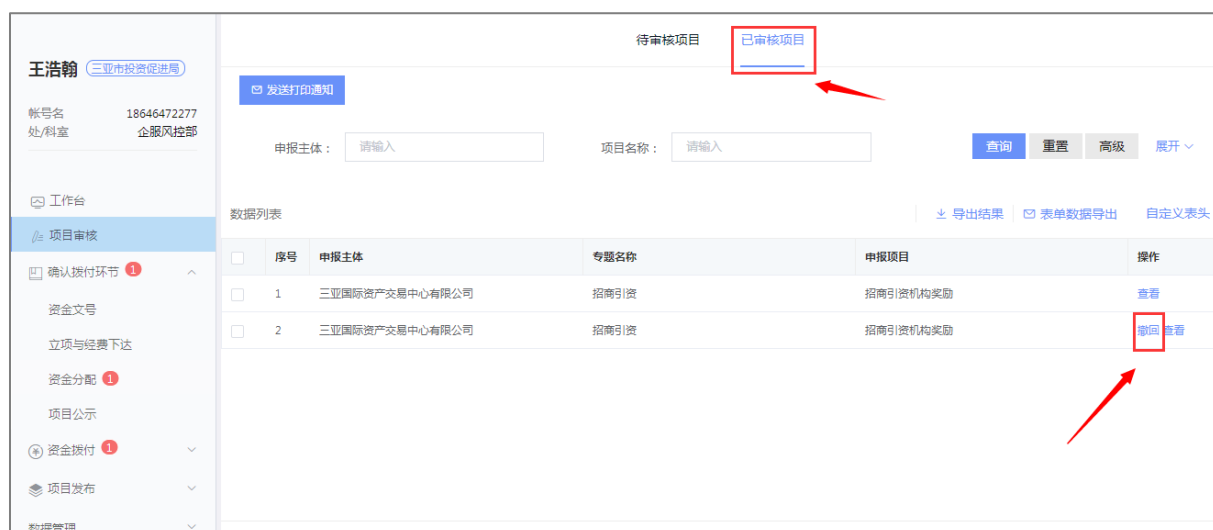 待审核项目 已审核项目
王浩翰 三亚市投资促进局
发送打印通知
帐号名 18646472277
处/科室 企服风控部
申报主体： 请输入 项目名称： 请输入 查询 重置 高级 展开
工作台
数据列表 导出结果 表单数据导出 自定义表头
项目审核
序号 申报主体 专题名称 申报项目 操作
确认拨付环节 1
1 三亚国际资产交易中心有限公司 招商引资 招商引资机构奖励 查看
资金文号
2 三亚国际资产交易中心有限公司 招商引资 招商引资机构奖励 撤回 查看
立项与经费下达
资金分配 1
项目公示
资金拨付 1
项目发布
数据管理